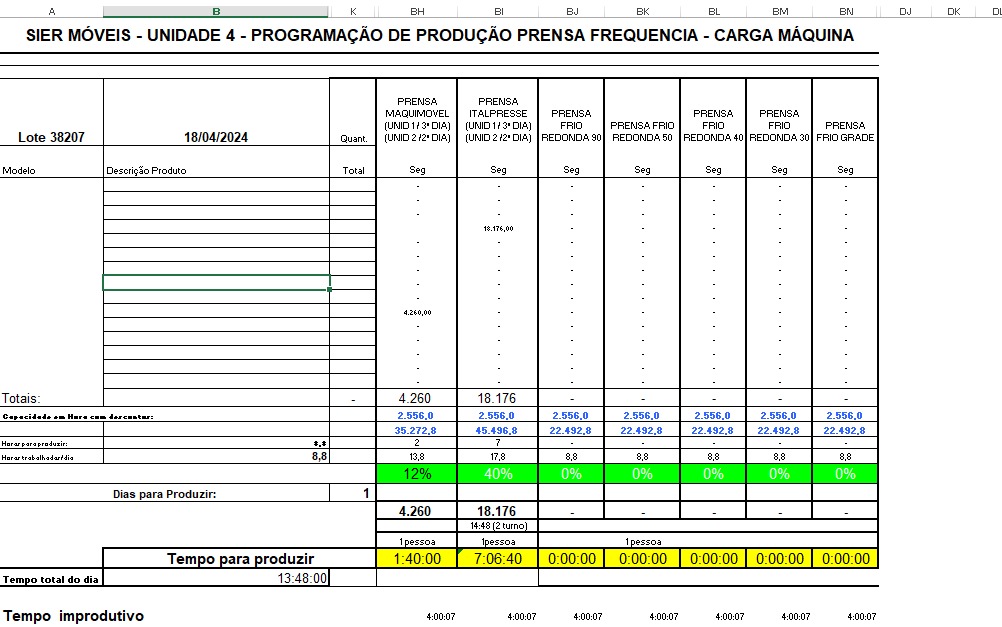 A B K BH BI BJ BK BL BM BN DJ DK DL
SIER MÓVEIS - UNIDADE 4 - PROGRAMAÇÃO DE PRODUÇÃO PRENSA FREQUENCIA - CARGA MÁQUINA
Lote 38207 18/04/2024 Quant. PRENSA MAQUIMOVEL (UNID 1 / 3ª DIA) (UNID 2 /2ª DIA) PRENSA ITALPRESSE (UNID 1 / 3ª DIA) (UNID 2 /2ª DIA) PRENSA FRIO REDONDA 90 PRENSA FRIO REDONDA 50 PRENSA FRIO REDONDA 40 PRENSA FRIO REDONDA 30 PRENSA FRIO GRADE
Modelo Descrição Produto Total Seg Seg Seg Seg Seg Seg Seg
- - - - - - -
- - - - - - -
- - - - - - -
- 18.176,00 - - - - -
- - - - - - -
- - - - - - -
- - - - - - -
- - - - - - -
- - - - - - -
4.260,00 - - - - - -
- - - - - - -
- - - - - - -
- - - - - - -
- - - - - - -
- - - - - - -
Totais: - 4.260 18.176 - - - - -
Capacidade em Hora com descontar: 2.556,0 2.556,0 2.556,0 2.556,0 2.556,0 2.556,0 2.556,0
35.272,8 45.496,8 22.492,8 22.492,8 22.492,8 22.492,8 22.492,8
Horas para produzir: 2 7 - - - - -
Horas trabalhadas/dia 8,8 13,8 17,8 8,8 8,8 8,8 8,8 8,8
12% 40% 0% 0% 0% 0% 0%
Dias para Produzir: 1
4.260 18.176 - - - - -
14:48 (2 turno)
1 pessoa 1pessoa 1 pessoa
Tempo para produzir 1:40:00 7:06:40 0:00:00 0:00:00 0:00:00 0:00:00 0:00:00
Tempo total do dia 13:48:00
Tempo improdutivo 4:00:07 4:00:07 4:00:07 4:00:07 4:00:07 4:00:07 4:00:07